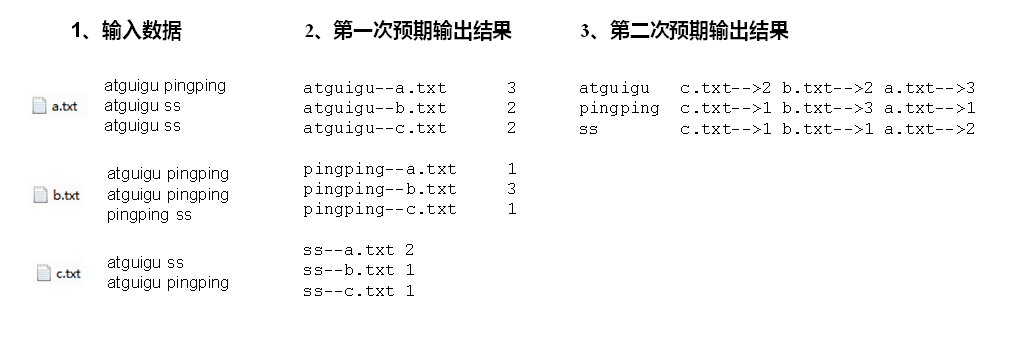 1、输入数据
a.txt
atguigu pingping
atguigu ss
atguigu ss
b.txt
atguigu pingping
atguigu pingping
pingping ss
c.txt
atguigu ss
atguigu pingping
2、第一次预期输出结果
atguigu--a.txt 3
atguigu--b.txt 2
atguigu--c.txt 2
pingping--a.txt 1
pingping--b.txt 3
pingping--c.txt 1
ss--a.txt 2
ss--b.txt 1
ss--c.txt 1
3、第二次预期输出结果
atguigu c.txt-->2 b.txt-->2 a.txt-->3
pingping c.txt-->1 b.txt-->3 a.txt-->1
ss c.txt-->1 b.txt-->1 a.txt-->2